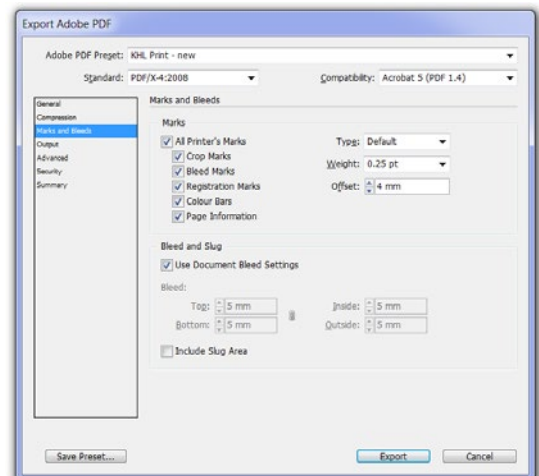 Export Adobe PDF
Adobe PDF Preset: KHL Print - new
Standard: PDF/X-4:2008 Compatibility: Acrobat 5 (PDF 1.4)
General
Compression
Marks and Bleeds
Output
Advanced
Security
Summary
Marks and Bleeds
Marks
All Printer's Marks Type: Default
Crop Marks Weight: 0.25 pt
Bleed Marks Offset: 4 mm
Registration Marks
Colour Bars
Page Information
Bleed and Slug
Use Document Bleed Settings
Bleed:
Top: 5 mm Inside: 5 mm
Bottom: 5 mm Outside: 5 mm
Include Slug Area
Save Preset... Export Cancel